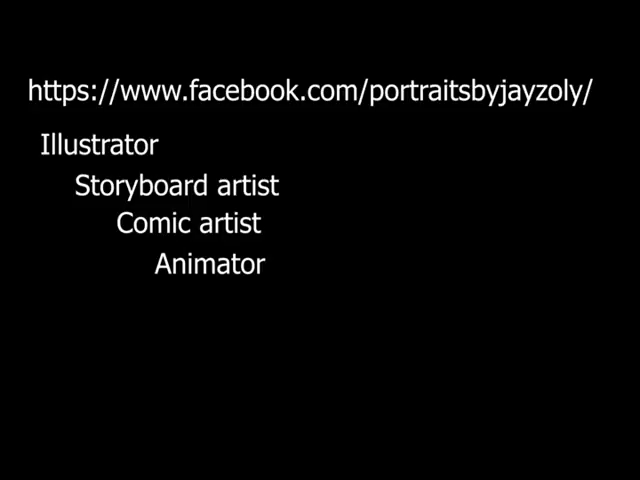 https://www.facebook.com/portraitsbyjayzoly/
Illustrator
Storyboard artist
Comic artist
Animator